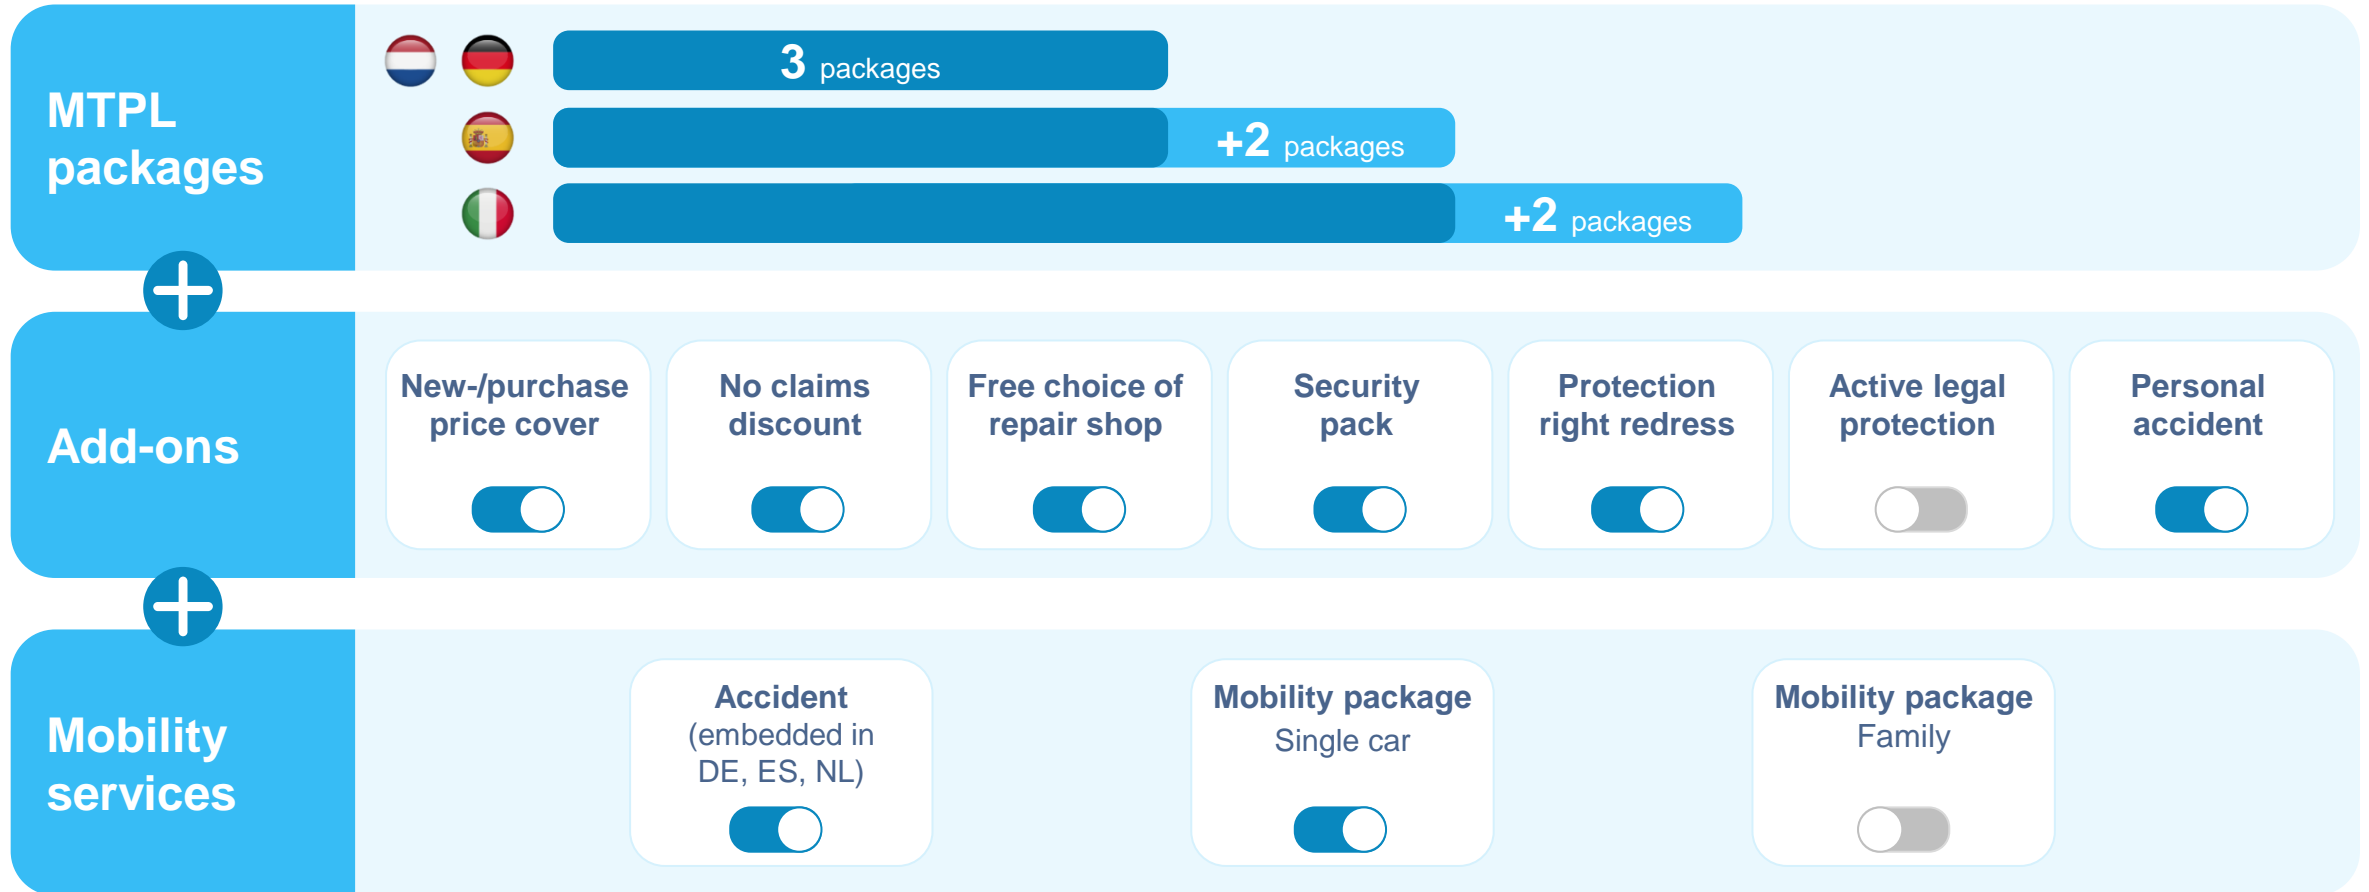 MTPL
packages
3 packages
+2 packages
+2 packages
Add-ons
New-/purchase
price cover
No claims
discount
Free choice of
repair shop
Security
pack
Protection
right redress
Active legal
protection
Personal
accident
Mobility
services
Accident
(embedded in
DE, ES, NL)
Mobility package
Single car
Mobility package
Family